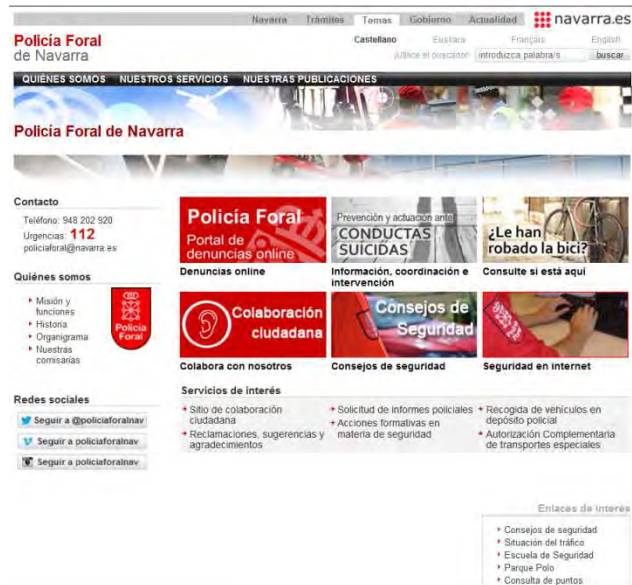 Navarra Trámites Temas Gobierno Actualidad navarra.es
Policía Foral
de Navarra
Castellano Euskara Français English
Utilice el buscador introduzca palabra/s buscar
QUIÉNES SOMOS NUESTROS SERVICIOS NUESTRAS PUBLICACIONES
Policía Foral de Navarra
Contacto
Teléfono: 948 202 920
Urgencias: 112
policiaforal@navarra.es
Quiénes somos
Misión y
funciones
Historia
Organigrama
Nuestras
comisarías
Policía
Foral
Redes sociales
Seguir a @policiaforalnav
Seguir a policiaforalnav
Seguir a policiaforalnav
Policía Foral
Portal de
denuncias online
Denuncias online
Prevención y actuación ante
CONDUCTAS
SUICIDAS
Información, coordinación e
intervención
¿Le han
robado la bici?
Consulte si está aquí
Colaboración
ciudadana
Colabora con nosotros
Consejos de
Seguridad
Consejos de seguridad
Seguridad en internet
Servicios de interés
Sitio de colaboración
ciudadana
Reclamaciones, sugerencias y
agradecimientos
Solicitud de informes policiales
Acciones formativas en
materia de seguridad
Recogida de vehículos en
depósito policial
Autorización Complementaria
de transportes especiales
Enlaces de interés
Consejos de seguridad
Situación del tráfico
Escuela de Seguridad
Parque Polo
Consulta de puntos